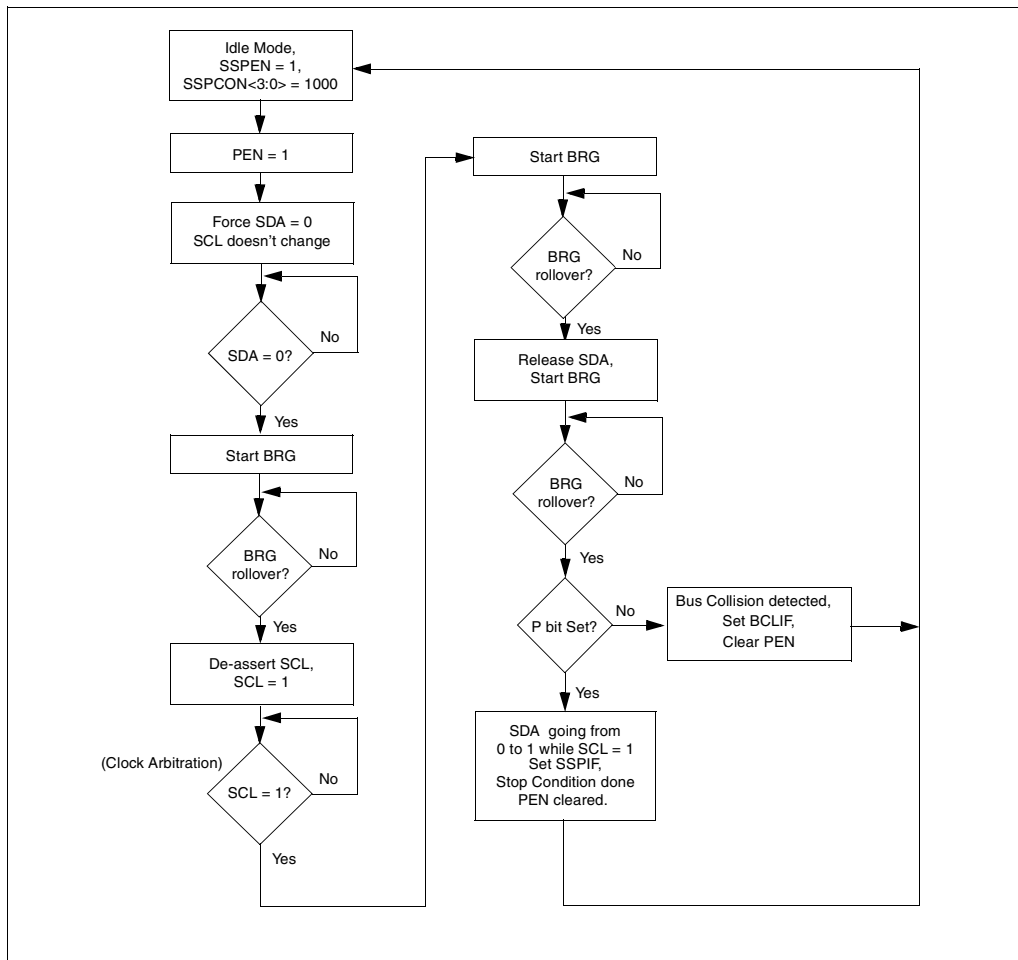 Idle Mode,
SSPEN = 1,
SSPCON<3:0> = 1000
PEN = 1
Force SDA = 0
SCL doesn't change
SDA = 0?
No
Yes
Start BRG
BRG
rollover?
No
Yes
De-assert SCL,
SCL = 1
(Clock Arbitration)
SCL = 1?
No
Yes
Start BRG
BRG
rollover?
No
Yes
Release SDA,
Start BRG
BRG
rollover?
No
Yes
P bit Set?
No
Bus Collision detected,
Set BCLIF,
Clear PEN
Yes
SDA going from
0 to 1 while SCL = 1
Set SSPIF,
Stop Condition done
PEN cleared.